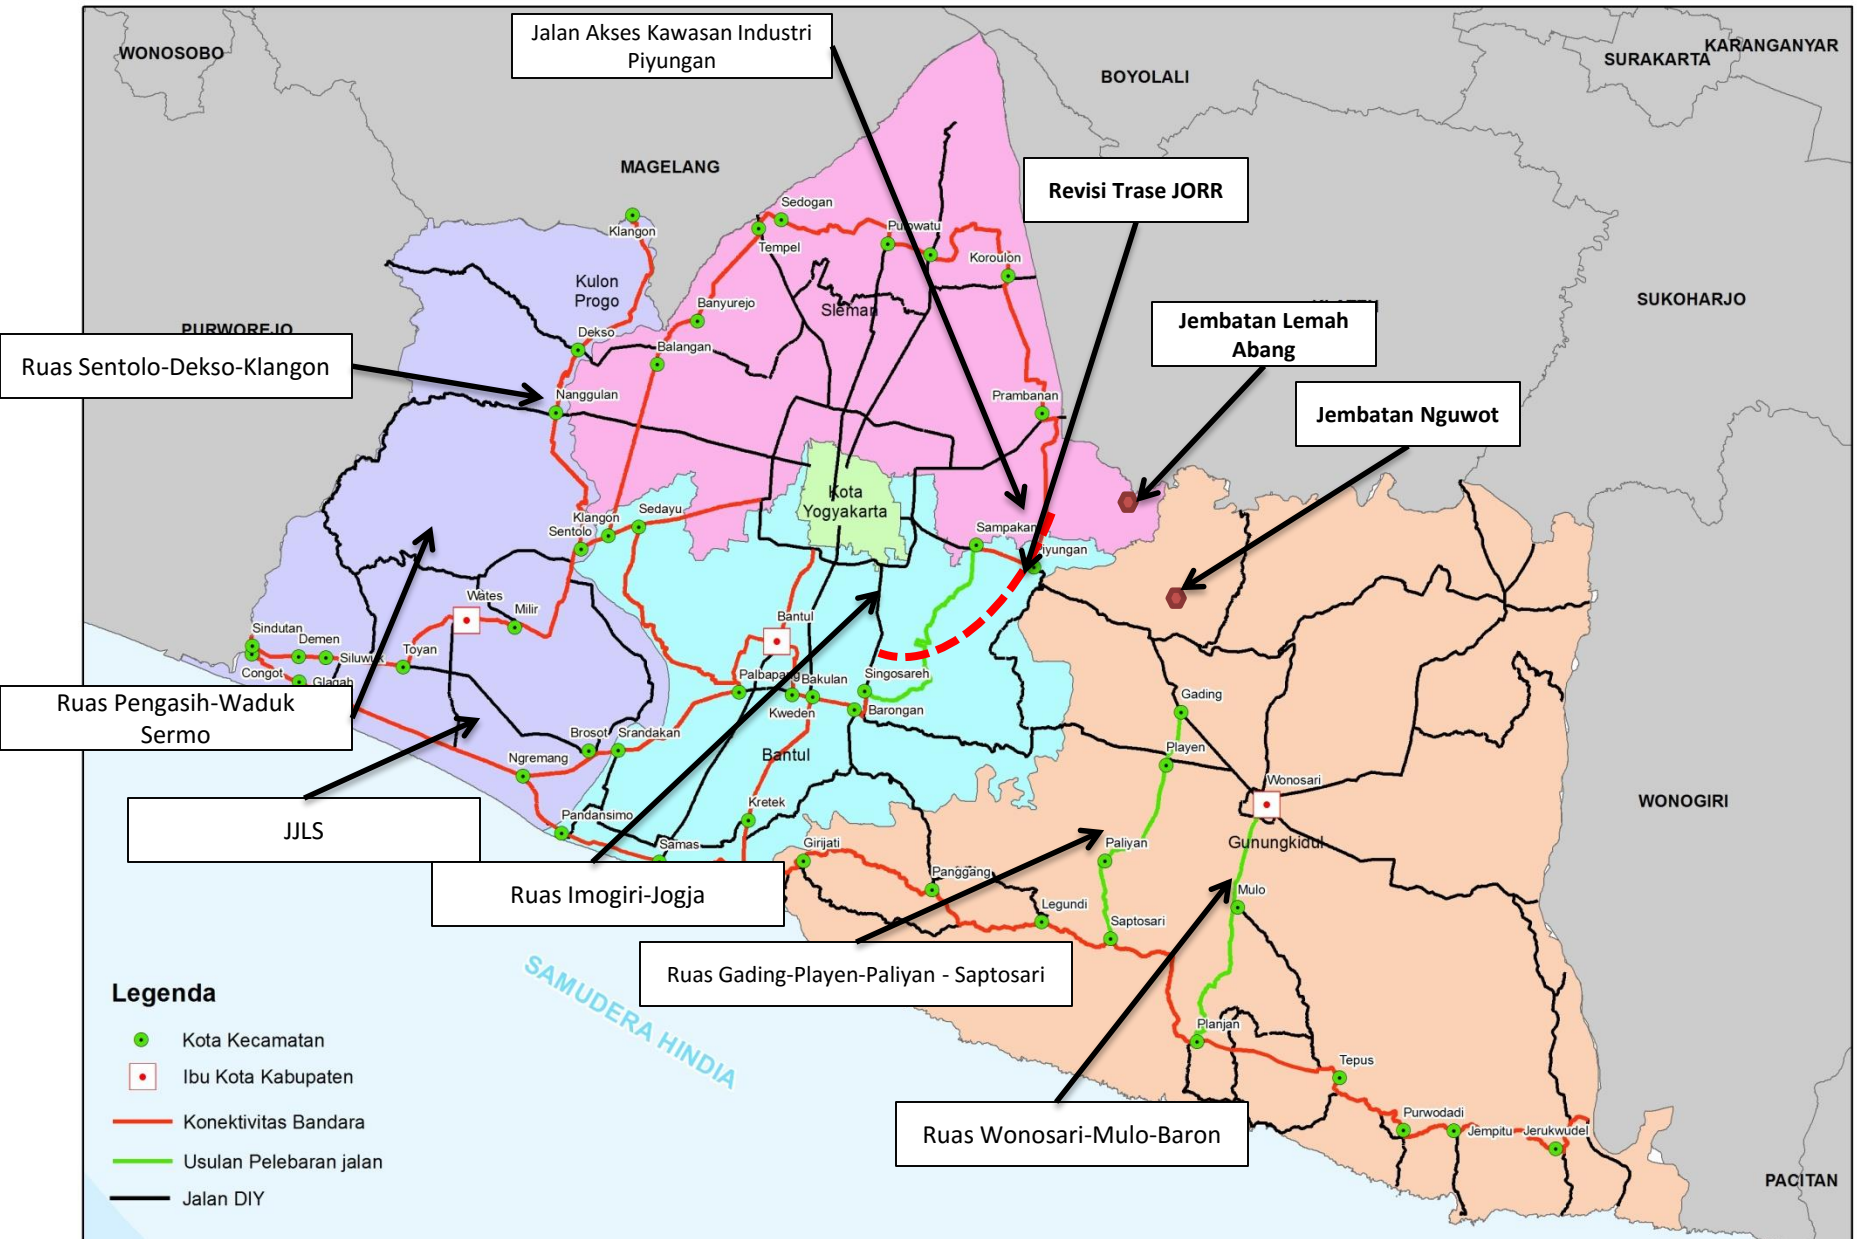 WONOSOBO
Jalan Akses Kawasan Industri
Piyungan
BOYOLALI
SURAKARTA
KARANGANYAR
MAGELANG
Revisi Trase JORR
Sedogan
Klangon
Tempel
Purowatu
Koroulon
Kulon
Progo
Banyurejo
Sleman
SUKOHARJO
PURWOREJO
Dekso
Balangan
Jembatan Lemah
Abang
Ruas Sentolo-Dekso-Klangon
Nanggulan
Prambanan
Jembatan Nguwot
Kota
Yogyakarta
Klangon
Sedayu
Sentolo
Sampakan
iyungan
Wates
Milir
Bantul
Sindutan
Demen
Siluwuk
Toyan
Congot
Glagah
Palbapang
Bakulan
Singosareh
Gading
Ruas Pengasih-Waduk
Sermo
Kweden
Barongan
Brosot
Srandakan
Bantul
Playen
Ngremang
Wonosari
WONOGIRI
JJLS
Pandansimo
Kretek
Samas
Girijati
Paliyan
Gunungkidul
Ruas Imogiri-Jogja
Panggang
Mulo
Legundi
Saptosari
Ruas Gading-Playen-Paliyan - Saptosari
SAMUDERA HINDIA
Legenda
Kota Kecamatan
Ibu Kota Kabupaten
Konektivitas Bandara
Usulan Pelebaran jalan
Jalan DIY
Planjan
Tepus
Ruas Wonosari-Mulo-Baron
Purwodadi
Jempitu
Jerukwudel
PACITAN